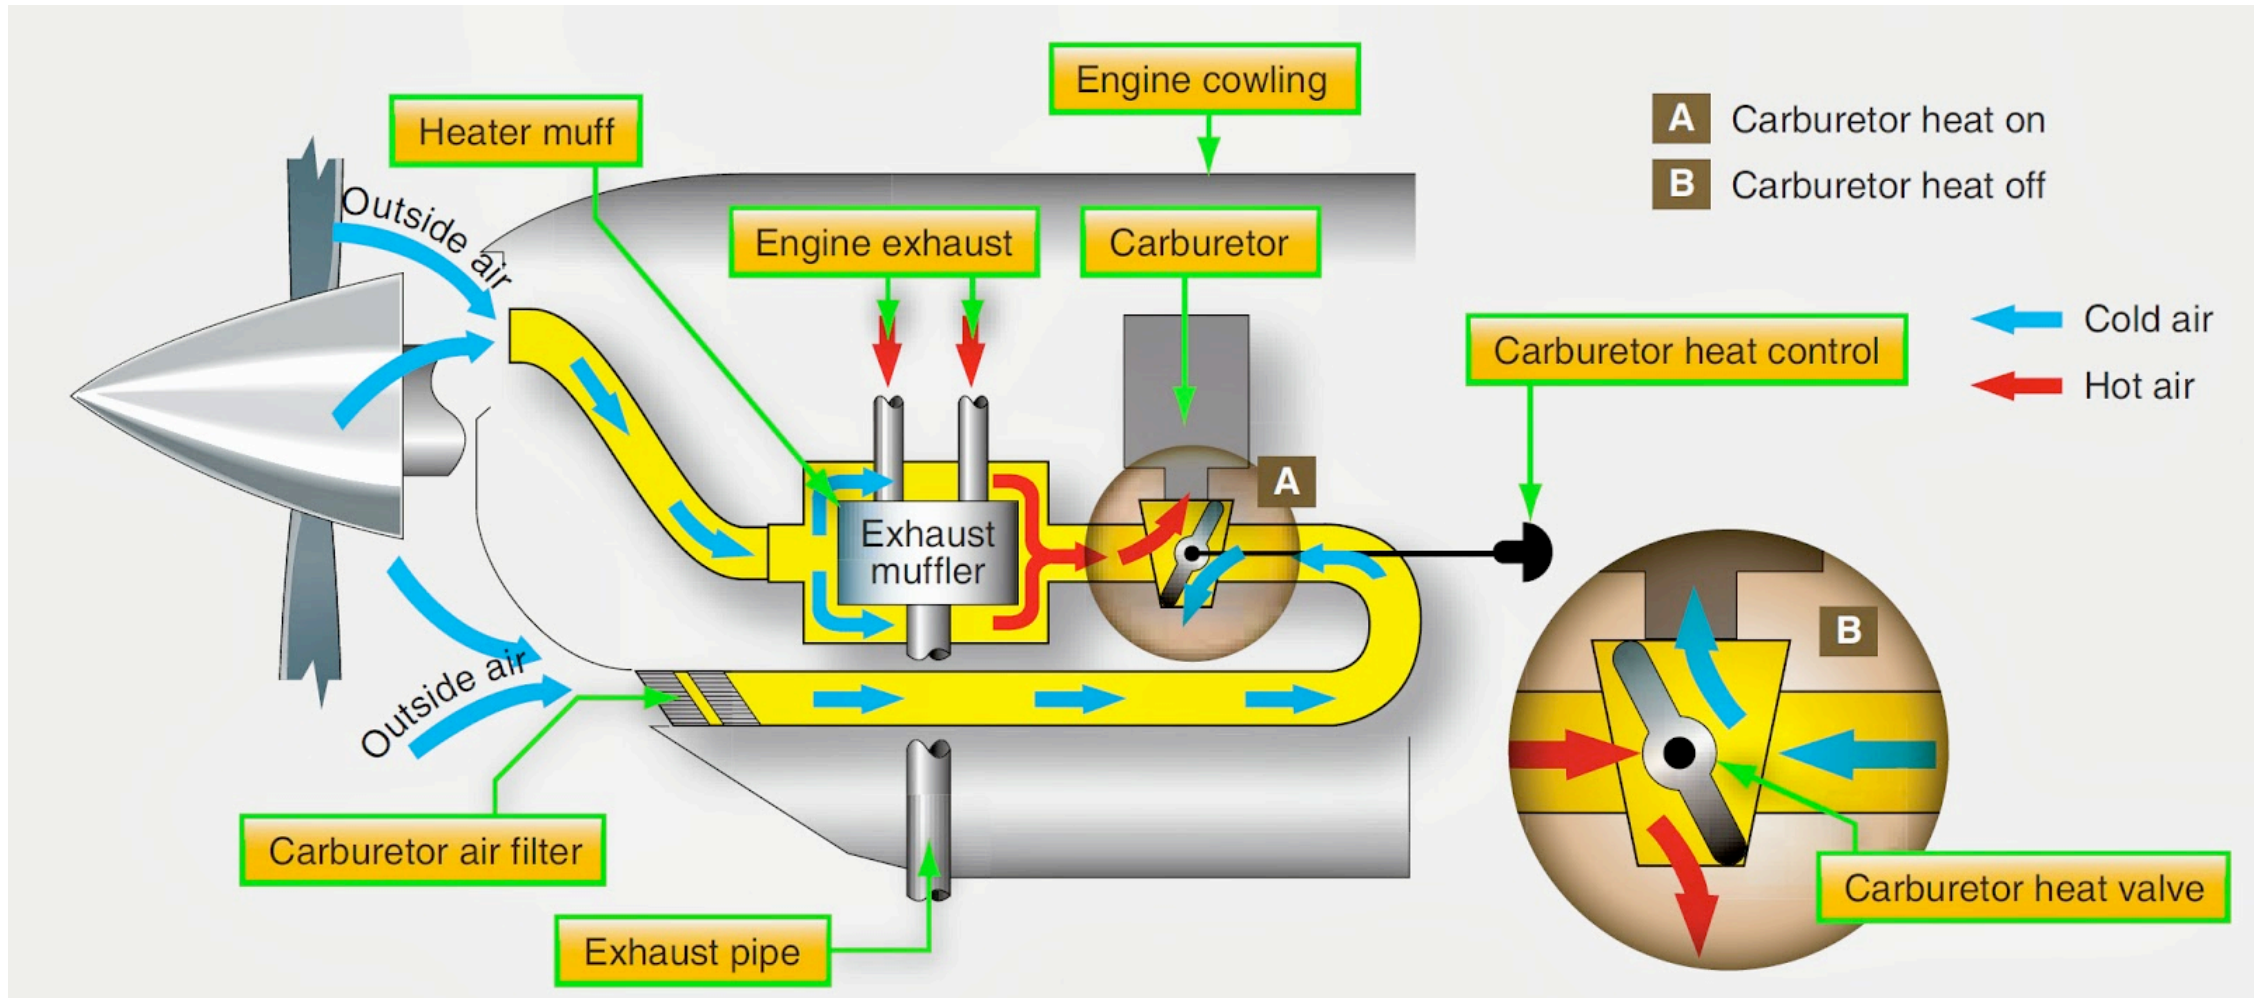 Engine cowling
Heater muff
A Carburetor heat on
B Carburetor heat off
Outside air
Engine exhaust
Carburetor
Cold air
Carburetor heat control
Hot air
A
Exhaust
muffler
B
Outside air
Carburetor air filter
Carburetor heat valve
Exhaust pipe